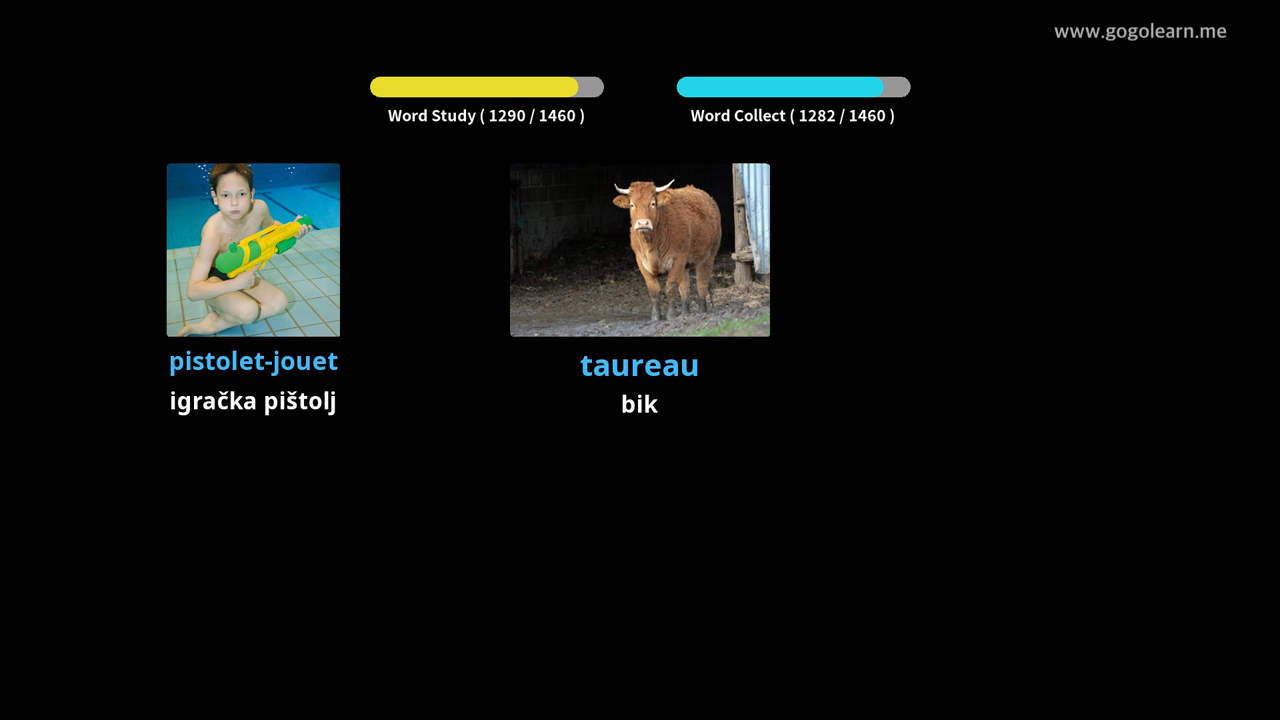 www.gogolearn.me
Word Study ( 1290 / 1460 )
Word Collect ( 1282 / 1460 )
pistolet-jouet
igračka pištolj
taureau
bik